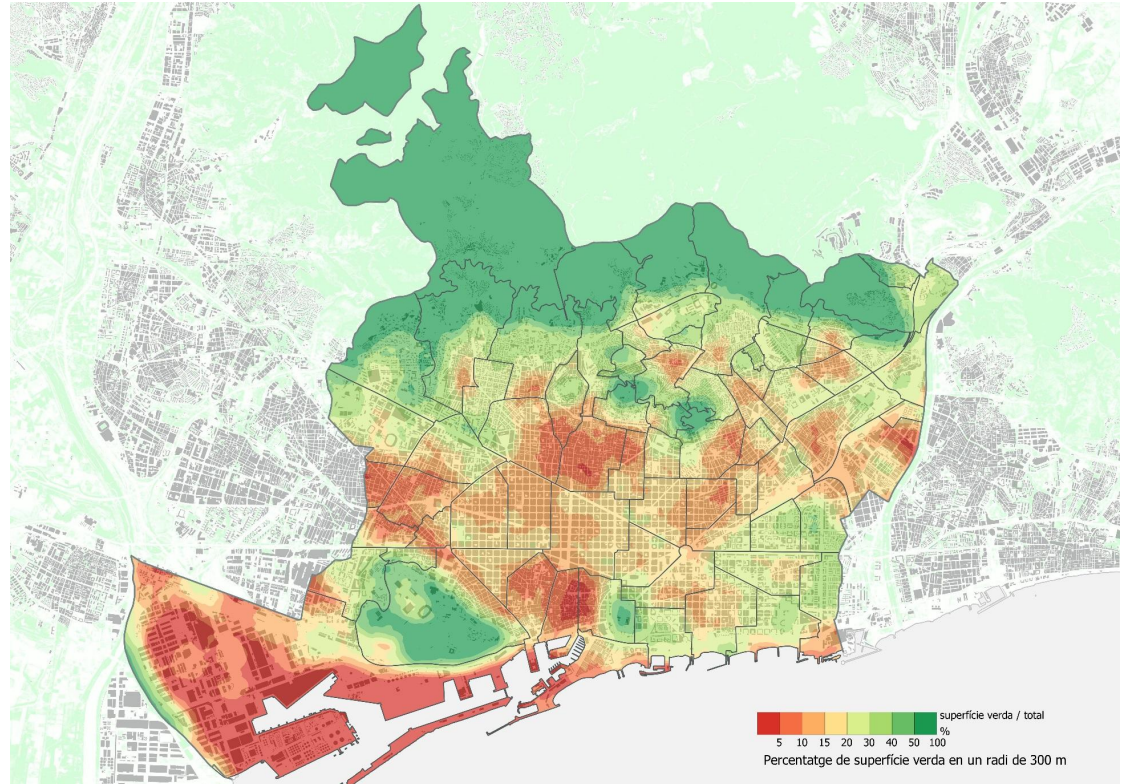 superfície verda / total
%
5 10 15 20 30 40 50 100
Percentatge de superfície verda en un radi de 300 m